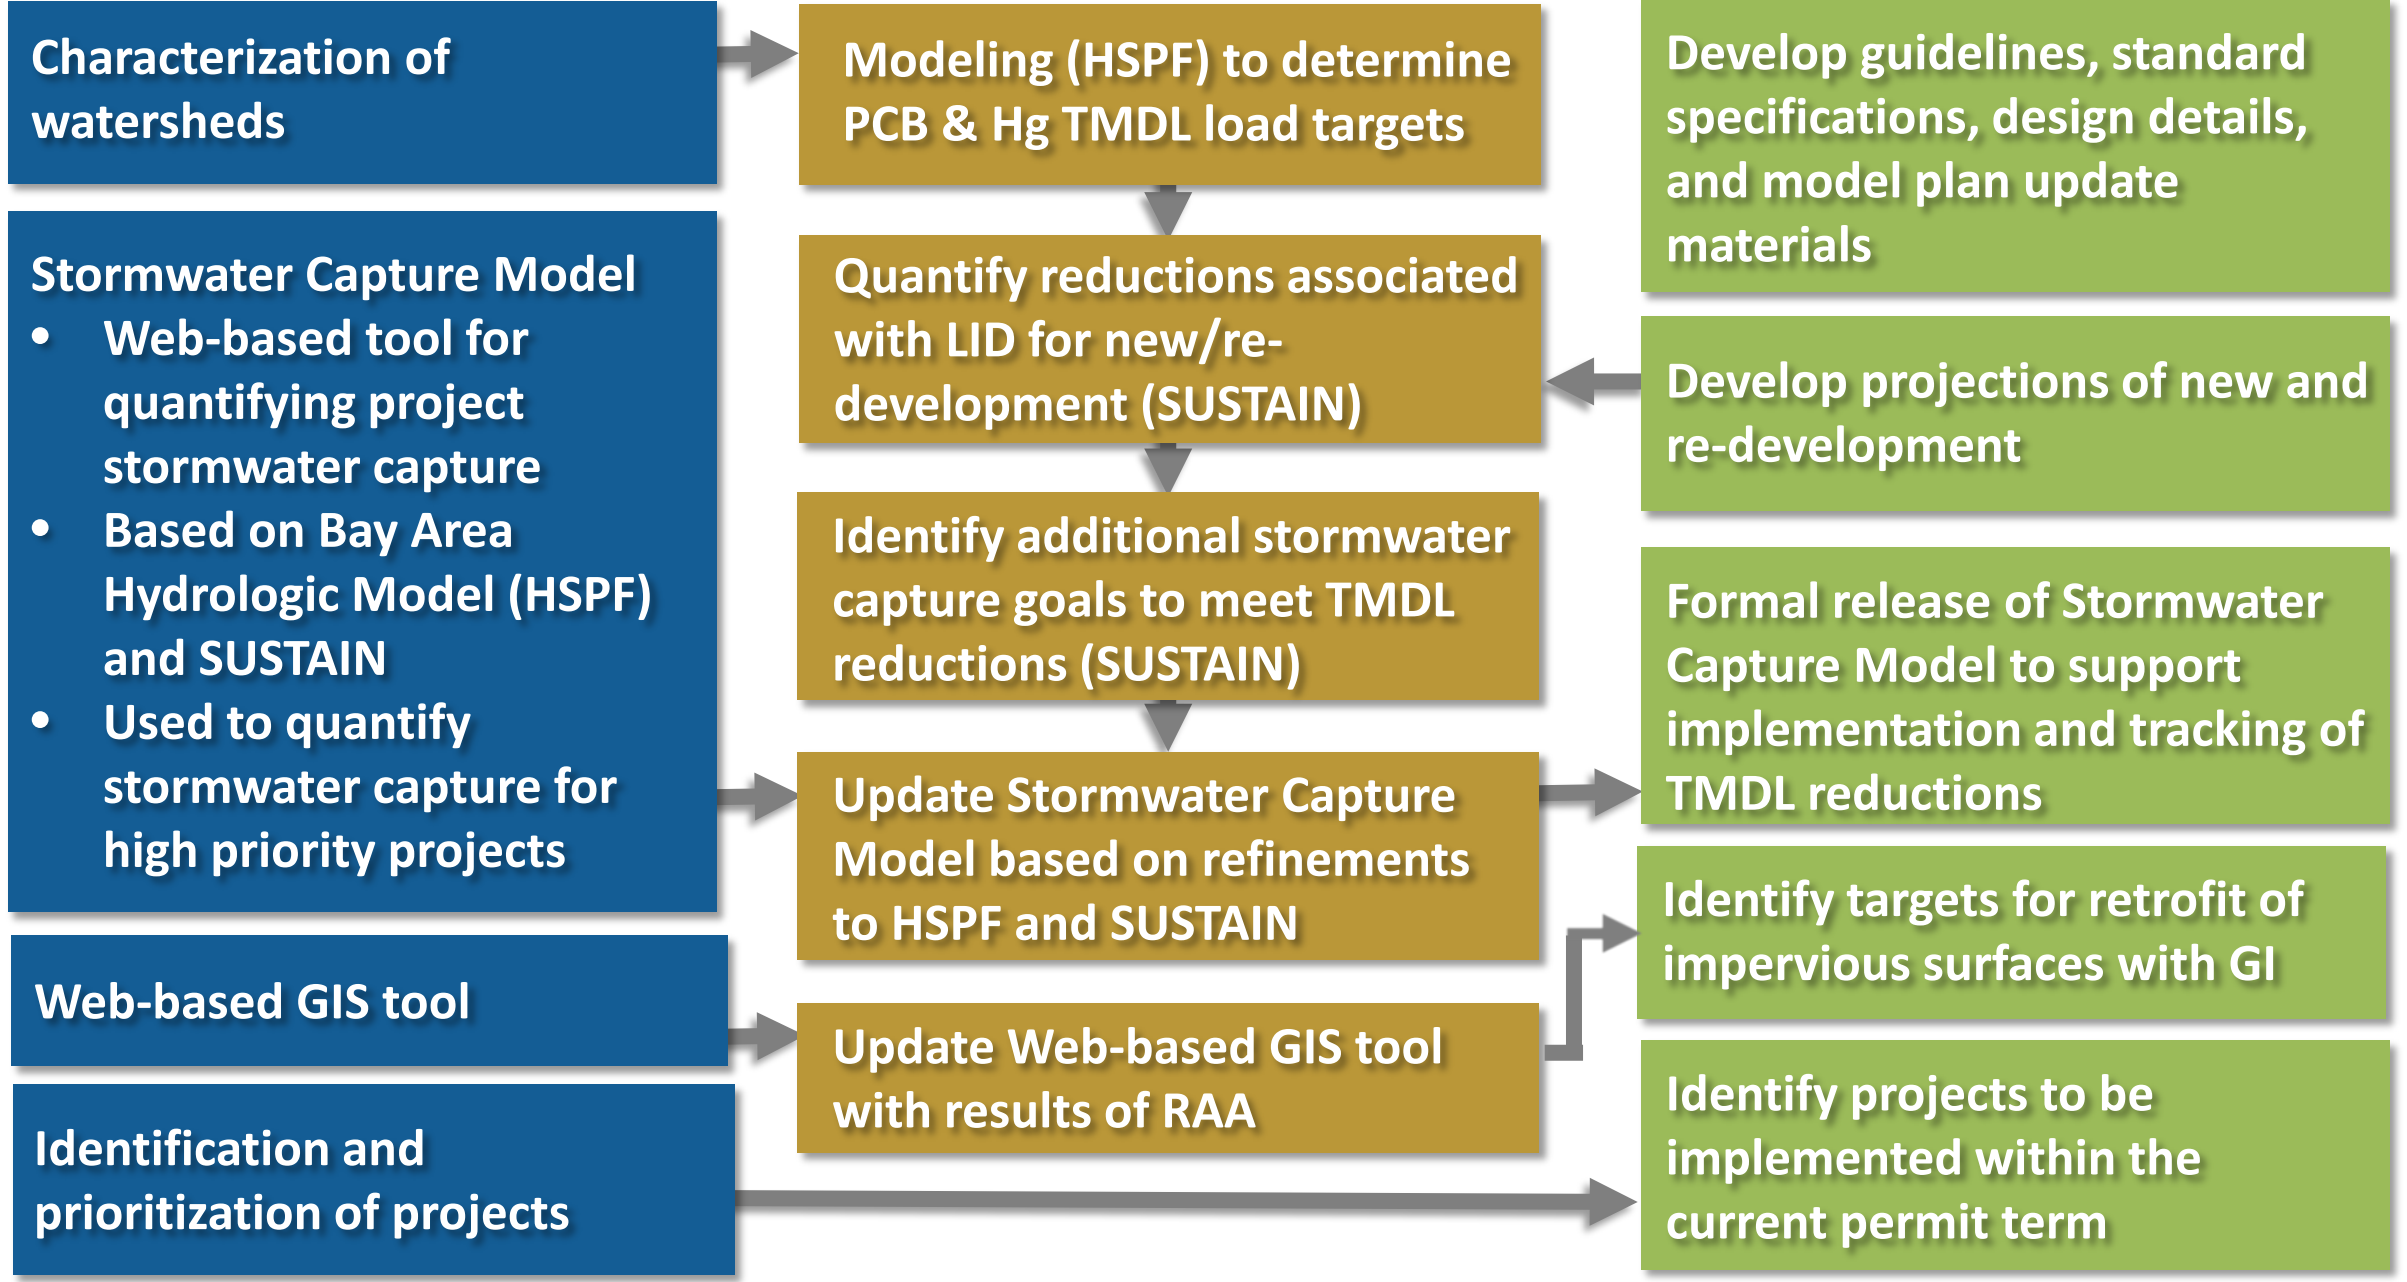 Characterization of
watersheds
Stormwater Capture Model
• Web-based tool for
quantifying project
stormwater capture
• Based on Bay Area
Hydrologic Model (HSPF)
and SUSTAIN
• Used to quantify
stormwater capture for
high priority projects
Web-based GIS tool
Identification and
prioritization of projects
Modeling (HSPF) to determine
PCB & Hg TMDL load targets
Quantify reductions associated
with LID for new/re-
development (SUSTAIN)
Identify additional stormwater
capture goals to meet TMDL
reductions (SUSTAIN)
Update Stormwater Capture
Model based on refinements
to HSPF and SUSTAIN
Update Web-based GIS tool
with results of RAA
Develop guidelines, standard
specifications, design details,
and model plan update
materials
Develop projections of new and
re-development
Formal release of Stormwater
Capture Model to support
implementation and tracking of
TMDL reductions
Identify targets for retrofit of
impervious surfaces with GI
Identify projects to be
implemented within the
current permit term